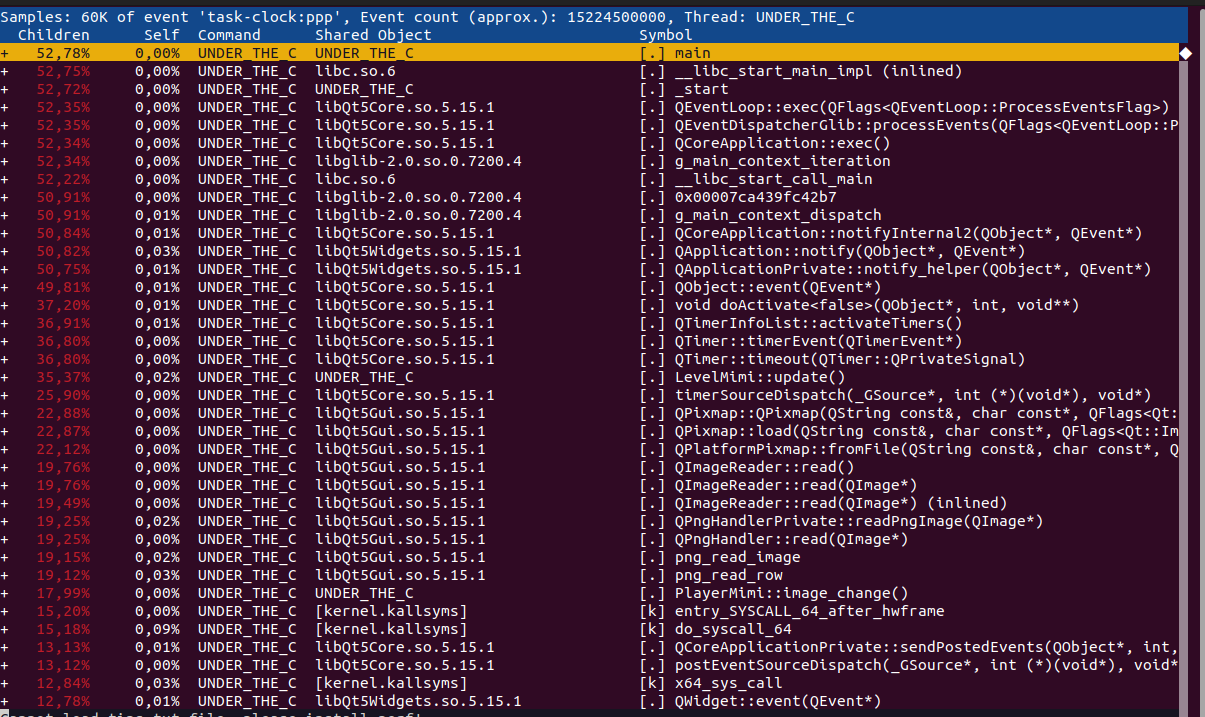 Samples: 60K of event 'task-clock:ppp', Event count (approx.): 15224500000, Thread: UNDER_THE_C
Children Self Command Shared Object Symbol
+ 52,78% 0,00% UNDER_THE_C UNDER_THE_C [.] main
+ 52,75% 0,00% UNDER_THE_C libc.so.6 [.] __libc_start_main_impl (inlined)
+ 52,72% 0,00% UNDER_THE_C UNDER_THE_C [.] _start
+ 52,35% 0,00% UNDER_THE_C libQt5Core.so.5.15.1 [.] QEventLoop::exec(QFlags<QEventLoop::ProcessEventsFlag>)
+ 52,35% 0,00% UNDER_THE_C libQt5Core.so.5.15.1 [.] QEventDispatcherGlib::processEvents(QFlags<QEventLoop::P
+ 52,34% 0,00% UNDER_THE_C libQt5Core.so.5.15.1 [.] QCoreApplication::exec()
+ 52,34% 0,00% UNDER_THE_C libglib-2.0.so.0.7200.4 [.] g_main_context_iteration
+ 52,22% 0,00% UNDER_THE_C libc.so.6 [.] __libc_start_call_main
+ 50,91% 0,00% UNDER_THE_C libglib-2.0.so.0.7200.4 [.] 0x00007ca439fc42b7
+ 50,91% 0,01% UNDER_THE_C libglib-2.0.so.0.7200.4 [.] g_main_context_dispatch
+ 50,84% 0,01% UNDER_THE_C libQt5Core.so.5.15.1 [.] QCoreApplication::notifyInternal2(QObject*, QEvent*)
+ 50,82% 0,03% UNDER_THE_C libQt5Widgets.so.5.15.1 [.] QApplication::notify(QObject*, QEvent*)
+ 50,75% 0,01% UNDER_THE_C libQt5Widgets.so.5.15.1 [.] QApplicationPrivate::notify_helper(QObject*, QEvent*)
+ 49,81% 0,01% UNDER_THE_C libQt5Core.so.5.15.1 [.] QObject::event(QEvent*)
+ 37,20% 0,01% UNDER_THE_C libQt5Core.so.5.15.1 [.] void doActivate<false>(QObject*, int, void**)
+ 36,91% 0,01% UNDER_THE_C libQt5Core.so.5.15.1 [.] QTimerInfoList::activateTimers()
+ 36,80% 0,00% UNDER_THE_C libQt5Core.so.5.15.1 [.] QTimer::timerEvent(QTimerEvent*)
+ 36,80% 0,00% UNDER_THE_C libQt5Core.so.5.15.1 [.] QTimer::timeout(QTimer::QPrivateSignal)
+ 35,37% 0,02% UNDER_THE_C UNDER_THE_C [.] LevelMimi::update()
+ 25,90% 0,00% UNDER_THE_C libQt5Core.so.5.15.1 [.] timerSourceDispatch(_GSource*, int (*)(void*), void*)
+ 22,88% 0,00% UNDER_THE_C libQt5Gui.so.5.15.1 [.] QPixmap::QPixmap(QString const&, char const*, QFlags<Qt:
+ 22,87% 0,00% UNDER_THE_C libQt5Gui.so.5.15.1 [.] QPixmap::load(QString const&, char const*, QFlags<Qt::Im
+ 22,12% 0,00% UNDER_THE_C libQt5Gui.so.5.15.1 [.] QPlatformPixmap::fromFile(QString const&, char const*, Q
+ 19,76% 0,00% UNDER_THE_C libQt5Gui.so.5.15.1 [.] QImageReader::read()
+ 19,76% 0,00% UNDER_THE_C libQt5Gui.so.5.15.1 [.] QImageReader::read(QImage*)
+ 19,49% 0,00% UNDER_THE_C libQt5Gui.so.5.15.1 [.] QImageReader::read(QImage*) (inlined)
+ 19,25% 0,02% UNDER_THE_C libQt5Gui.so.5.15.1 [.] QPngHandlerPrivate::readPngImage(QImage*)
+ 19,25% 0,00% UNDER_THE_C libQt5Gui.so.5.15.1 [.] QPngHandler::read(QImage*)
+ 19,15% 0,02% UNDER_THE_C libQt5Gui.so.5.15.1 [.] png_read_image
+ 19,12% 0,03% UNDER_THE_C libQt5Gui.so.5.15.1 [.] png_read_row
+ 17,99% 0,00% UNDER_THE_C UNDER_THE_C [.] PlayerMimi::image_change()
+ 15,20% 0,00% UNDER_THE_C [kernel.kallsyms] [k] entry_SYSCALL_64_after_hwframe
+ 15,18% 0,09% UNDER_THE_C [kernel.kallsyms] [k] do_syscall_64
+ 13,13% 0,01% UNDER_THE_C libQt5Core.so.5.15.1 [.] QCoreApplicationPrivate::sendPostedEvents(QObject*, int,
+ 13,12% 0,00% UNDER_THE_C libQt5Core.so.5.15.1 [.] postEventSourceDispatch(_GSource*, int (*)(void*), void*
+ 12,84% 0,03% UNDER_THE_C [kernel.kallsyms] [k] x64_sys_call
+ 12,78% 0,01% UNDER_THE_C libQt5Widgets.so.5.15.1 [.] QWidget::event(QEvent*)